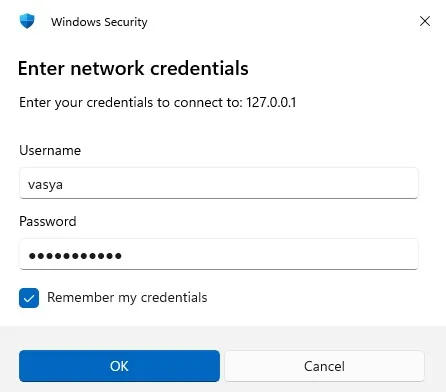 Windows Security
Enter network credentials
Enter your credentials to connect to: 127.0.0.1
Username
vasya
Password
●●●●●●●●●●●
Remember my credentials
OK
Cancel